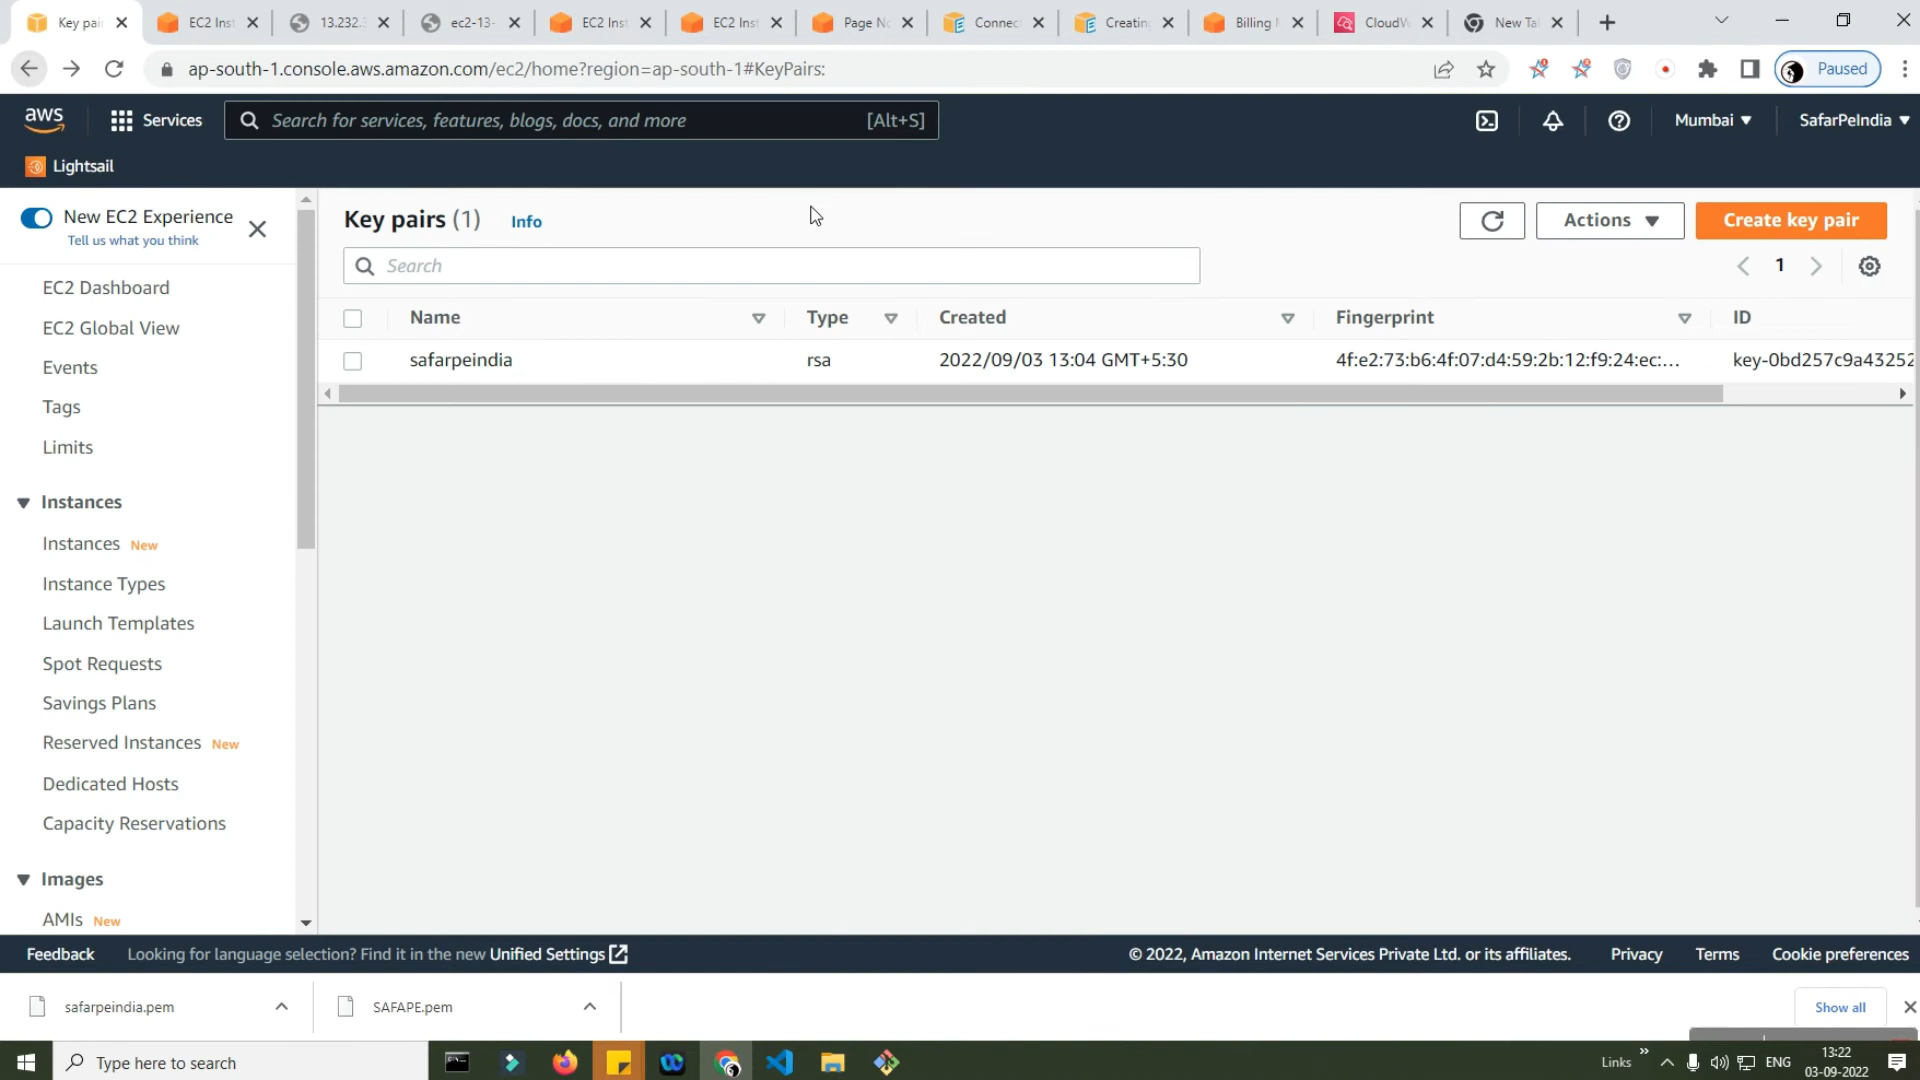 Key pai
EC2 Inst
13.232.
ec2-13-
EC2 Inst
EC2 Inst
Page No
Connec
Creating
Billing
CloudW
New Ta
ap-south-1.console.aws.amazon.com/ec2/home?region=ap-south-1#KeyPairs:
Paused
aws
Services
Search for services, features, blogs, docs, and more
[Alt+S]
Mumbai
SafarPeIndia
Lightsail
New EC2 Experience
Tell us what you think
EC2 Dashboard
EC2 Global View
Events
Tags
Limits
Instances
Instances New
Instance Types
Launch Templates
Spot Requests
Savings Plans
Reserved Instances New
Dedicated Hosts
Capacity Reservations
Images
AMIs New
Key pairs (1) Info
Actions
Create key pair
Search
1
Name Type Created Fingerprint ID
safarpeindia rsa 2022/09/03 13:04 GMT+5:30 4f:e2:73:b6:4f:07:d4:59:2b:12:f9:24:ec:... key-0bd257c9a43252
Feedback Looking for language selection? Find it in the new Unified Settings
© 2022, Amazon Internet Services Private Ltd. or its affiliates. Privacy Terms Cookie preferences
safarpeindia.pem
SAFAPE.pem
Show all
Type here to search
Links
ENG
13:22
03-09-2022